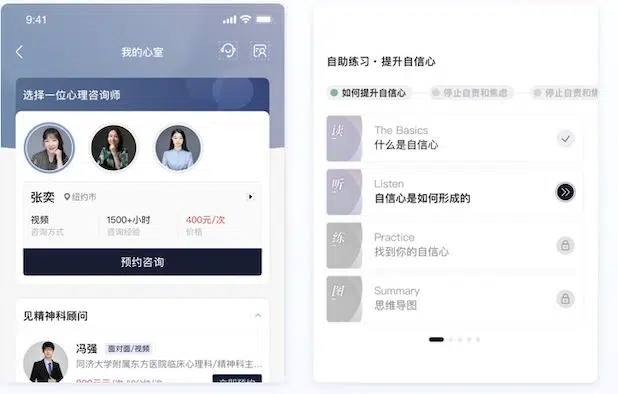 9:41
我的心室
选择一位心理咨询师
张奕 纽约市
视频 1500+小时 400元/次
咨询方式 咨询经验 价格
预约咨询
见精神科顾问
冯强 面对面/视频
同济大学附属东方医院临床心理科/精神科主...
立即预约
自助练习·提升自信心
如何提升自信心 停止自责和焦虑 停止自责和焦
读 The Basics
什么是自信心
听 Listen
自信心是如何形成的
练 Practice
找到你的自信心
图 Summary
思维导图